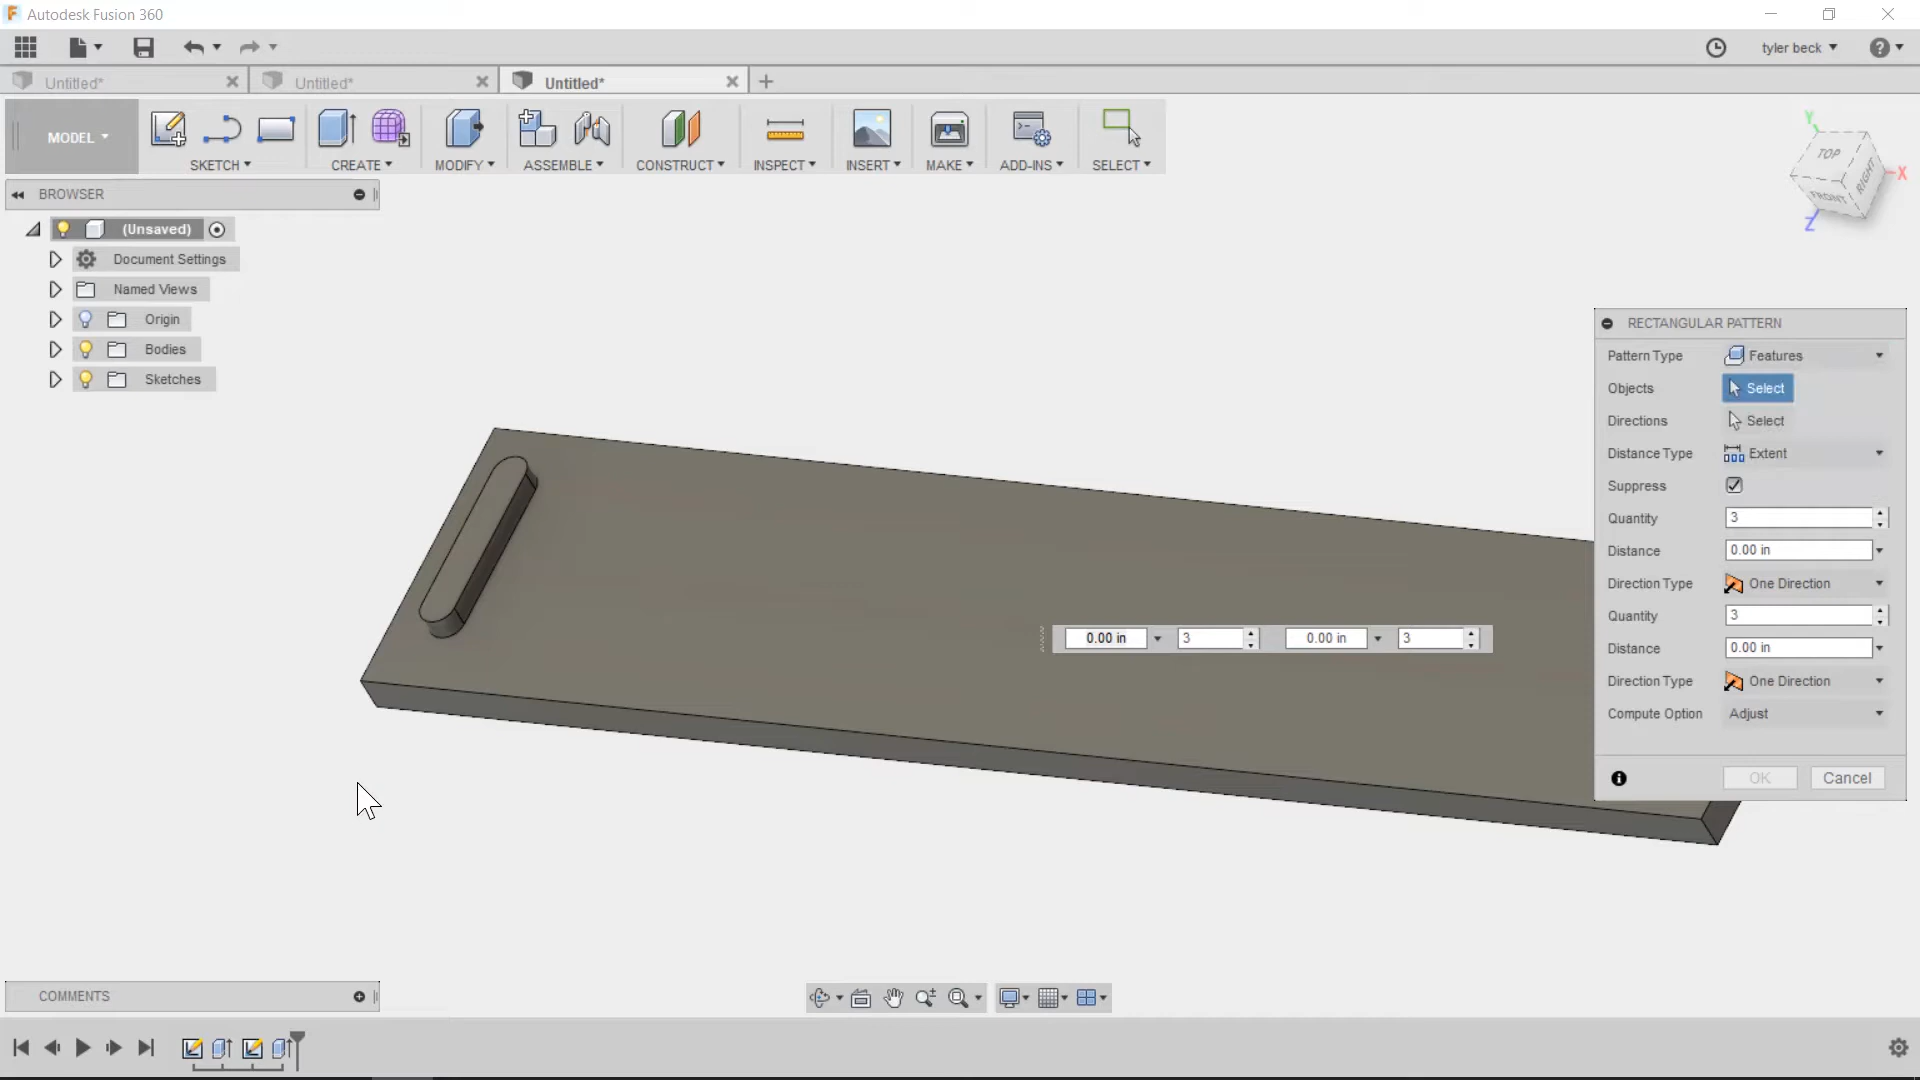 Autodesk Fusion 360
tyler beck
Untitled*
Untitled*
Untitled*
MODEL
SKETCH
CREATE
MODIFY
ASSEMBLE
CONSTRUCT
INSPECT
INSERT
MAKE
ADD-INS
SELECT
BROWSER
(Unsaved)
Document Settings
Named Views
Origin
Bodies
Sketches
Y
TOP
FRONT
RIGHT
X
Z
RECTANGULAR PATTERN
Pattern Type Features
Objects Select
Directions Select
Distance Type Extent
Suppress
Quantity 3
Distance 0.00 in
Direction Type One Direction
Quantity 3
Distance 0.00 in
Direction Type One Direction
Compute Option Adjust
OK Cancel
0.00 in 3 0.00 in 3
COMMENTS